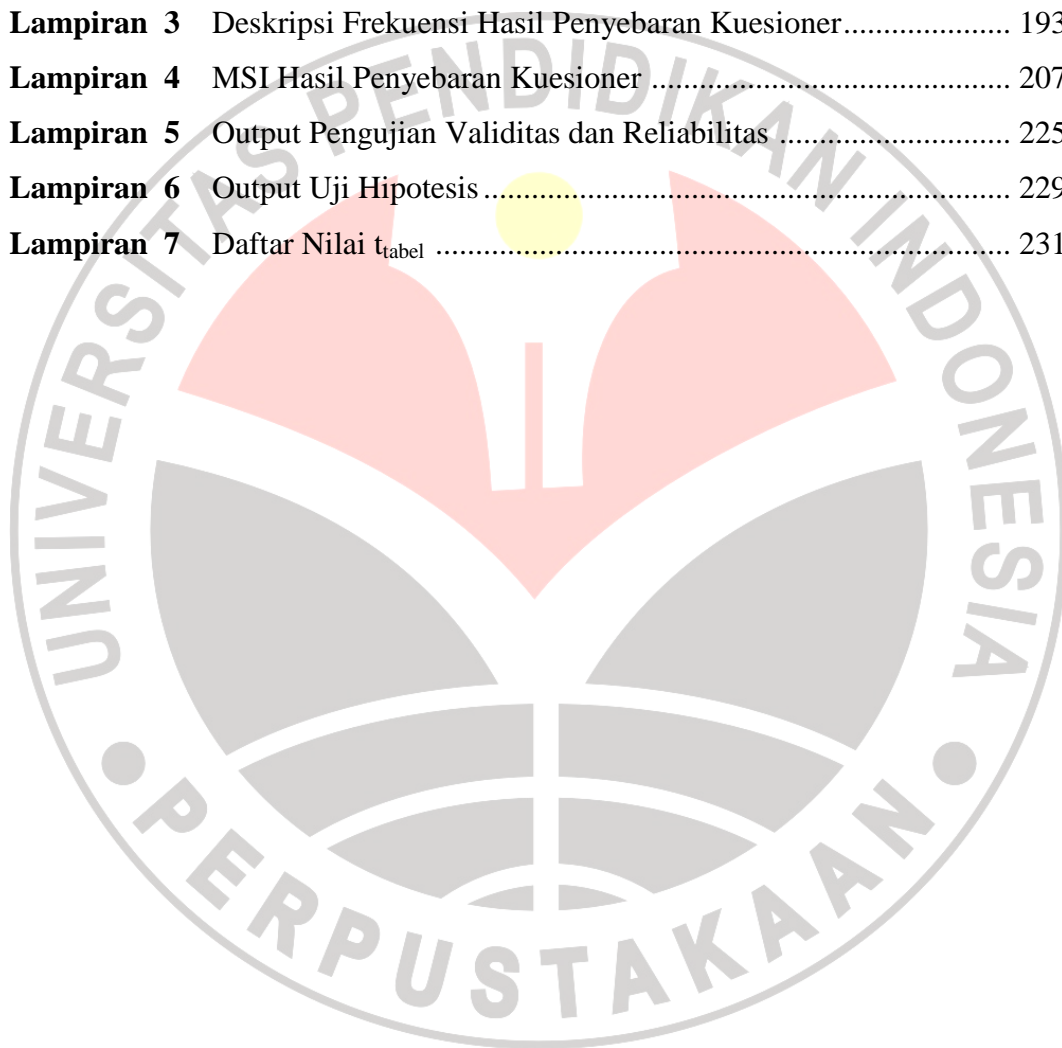 Lampiran 3 Deskripsi Frekuensi Hasil Penyebaran Kuesioner..................... 193
Lampiran 4 MSI Hasil Penyebaran Kuesioner ............................................. 207
Lampiran 5 Output Pengujian Validitas dan Reliabilitas ............................. 225
Lampiran 6 Output Uji Hipotesis.................................................................. 229
Lampiran 7 Daftar Nilai ttabel ........................................................................ 231
UNIVERSITAS PENDIDIKAN INDONESIA
PERPUSTAKAAN